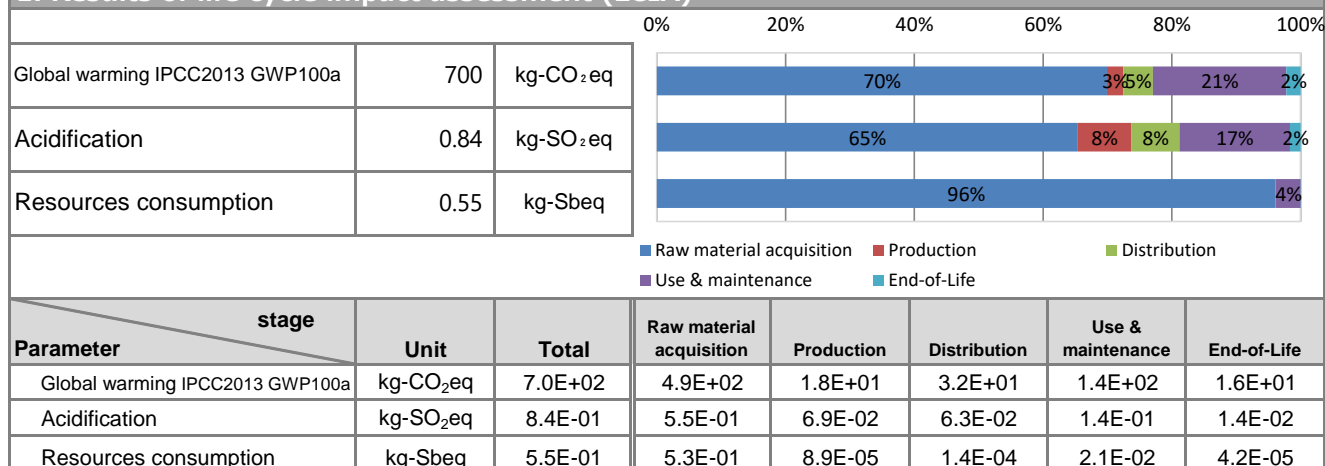 0% 20% 40% 60% 80% 100%
Global warming IPCC2013 GWP100a 700 kg-CO₂eq 70% 3% 5% 21% 2%
Acidification 0.84 kg-SO₂eq 65% 8% 8% 17% 2%
Resources consumption 0.55 kg-Sbeq 96% 4%
Raw material acquisition Production Distribution
Use & maintenance End-of-Life
stage
Parameter Unit Total Raw material acquisition Production Distribution Use & maintenance End-of-Life
Global warming IPCC2013 GWP100a kg-CO₂eq 7.0E+02 4.9E+02 1.8E+01 3.2E+01 1.4E+02 1.6E+01
Acidification kg-SO₂eq 8.4E-01 5.5E-01 6.9E-02 6.3E-02 1.4E-01 1.4E-02
Resources consumption kg-Sbeq 5.5E-01 5.3E-01 8.9E-05 1.4E-04 2.1E-02 4.2E-05